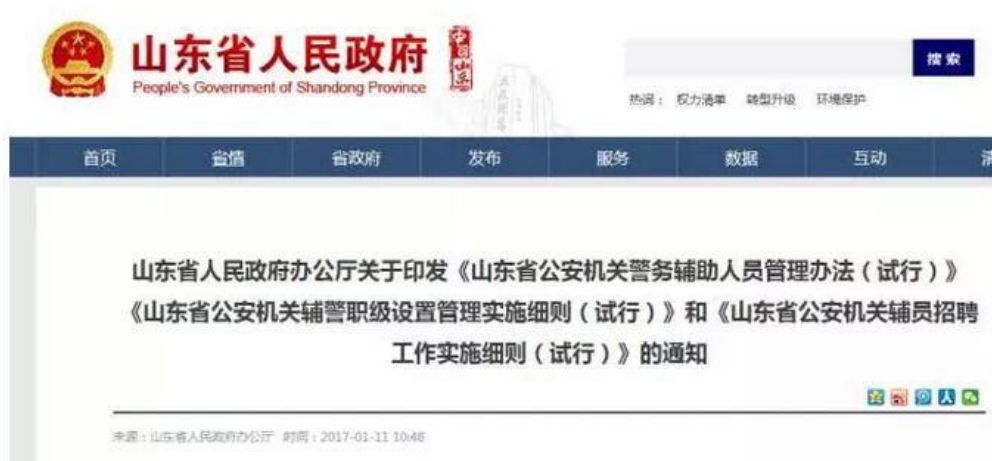 山东省人民政府
People's Government of Shandong Province
中国山东
搜索
热词： 权力清单 转型升级 环境保护
首页 省情 省政府 发布 服务 数据 互动
山东省人民政府办公厅关于印发《山东省公安机关警务辅助人员管理办法（试行）》
《山东省公安机关辅警职级设置管理实施细则（试行）》和《山东省公安机关辅员招聘
工作实施细则（试行）》的通知
来源：山东省人民政府办公厅 时间：2017-01-11 10:48